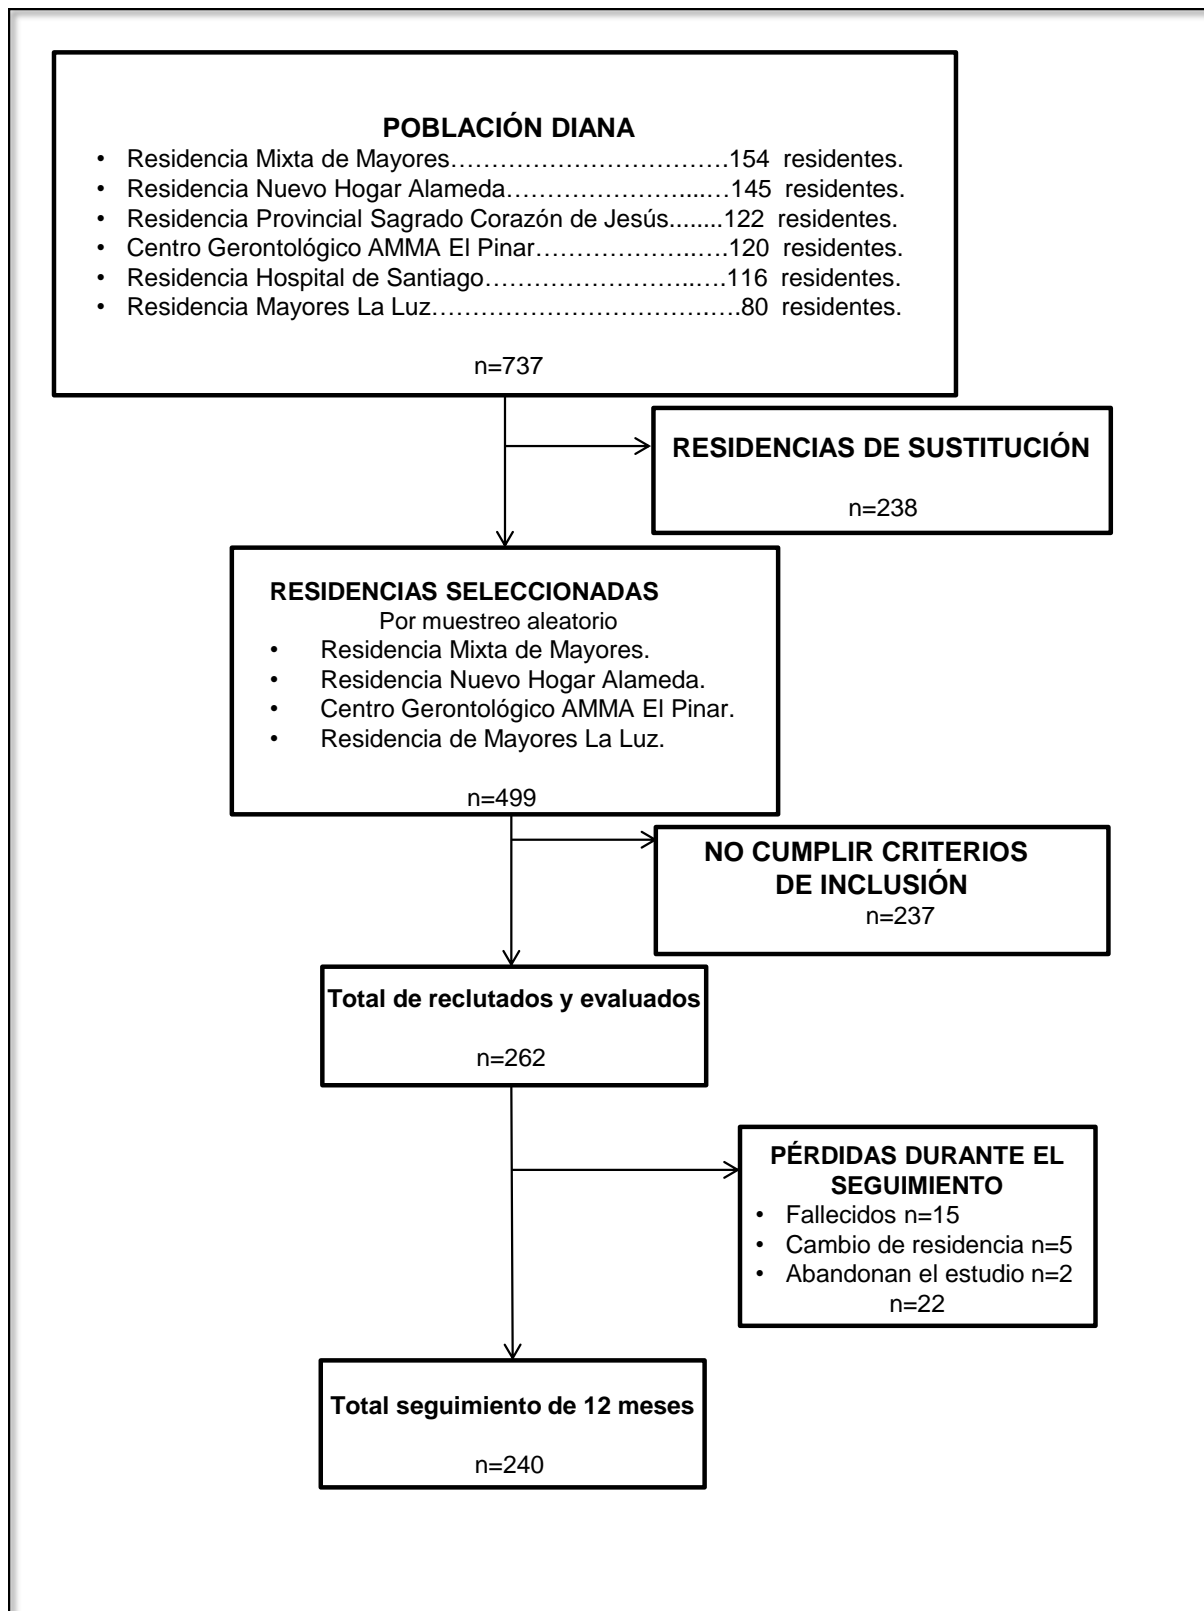 POBLACIÓN DIANA
• Residencia Mixta de Mayores…………………………….154 residentes.
• Residencia Nuevo Hogar Alameda…………………...…145 residentes.
• Residencia Provincial Sagrado Corazón de Jesús........122 residentes.
• Centro Gerontológico AMMA El Pinar………………..….120 residentes.
• Residencia Hospital de Santiago……………………..….116 residentes.
• Residencia Mayores La Luz…………………………….….80 residentes.
n=737
RESIDENCIAS DE SUSTITUCIÓN
n=238
RESIDENCIAS SELECCIONADAS
Por muestreo aleatorio
• Residencia Mixta de Mayores.
• Residencia Nuevo Hogar Alameda.
• Centro Gerontológico AMMA El Pinar.
• Residencia de Mayores La Luz.
n=499
NO CUMPLIR CRITERIOS
DE INCLUSIÓN
n=237
Total de reclutados y evaluados
n=262
PÉRDIDAS DURANTE EL
SEGUIMIENTO
• Fallecidos n=15
• Cambio de residencia n=5
• Abandonan el estudio n=2
n=22
Total seguimiento de 12 meses
n=240